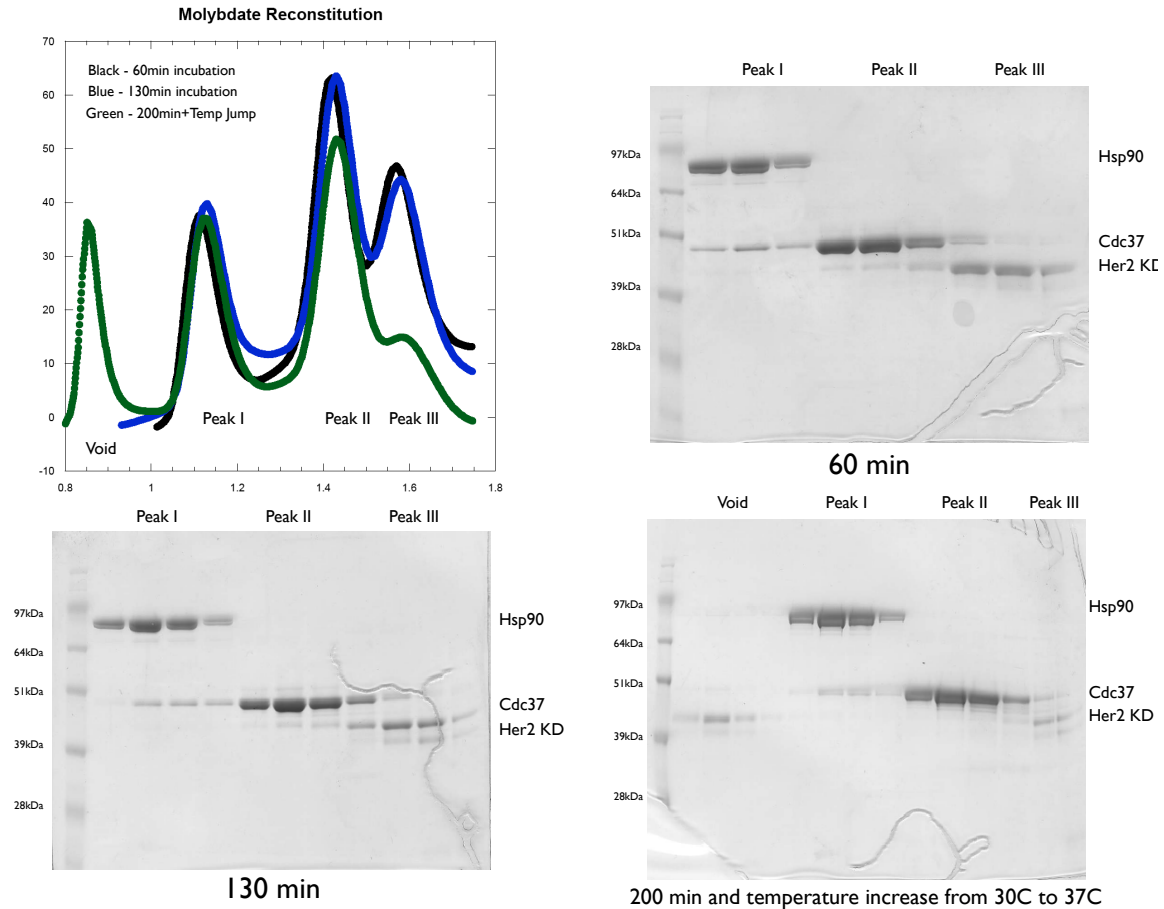 Molybdate Reconstitution
70
60
50
40
30
20
10
0
-10
0.8
1
1.2
1.4
1.6
1.8
Black - 60min incubation
Blue - 130min incubation
Green - 200min+Temp Jump
Void
Peak I
Peak II
Peak III
Peak I
Peak II
Peak III
97kDa
64kDa
51kDa
39kDa
28kDa
Hsp90
Cdc37
Her2 KD
60 min
Peak I
Peak II
Peak III
97kDa
64kDa
51kDa
39kDa
28kDa
Hsp90
Cdc37
Her2 KD
130 min
Void
Peak I
Peak II
Peak III
97kDa
64kDa
51kDa
39kDa
28kDa
Hsp90
Cdc37
Her2 KD
200 min and temperature increase from 30C to 37C